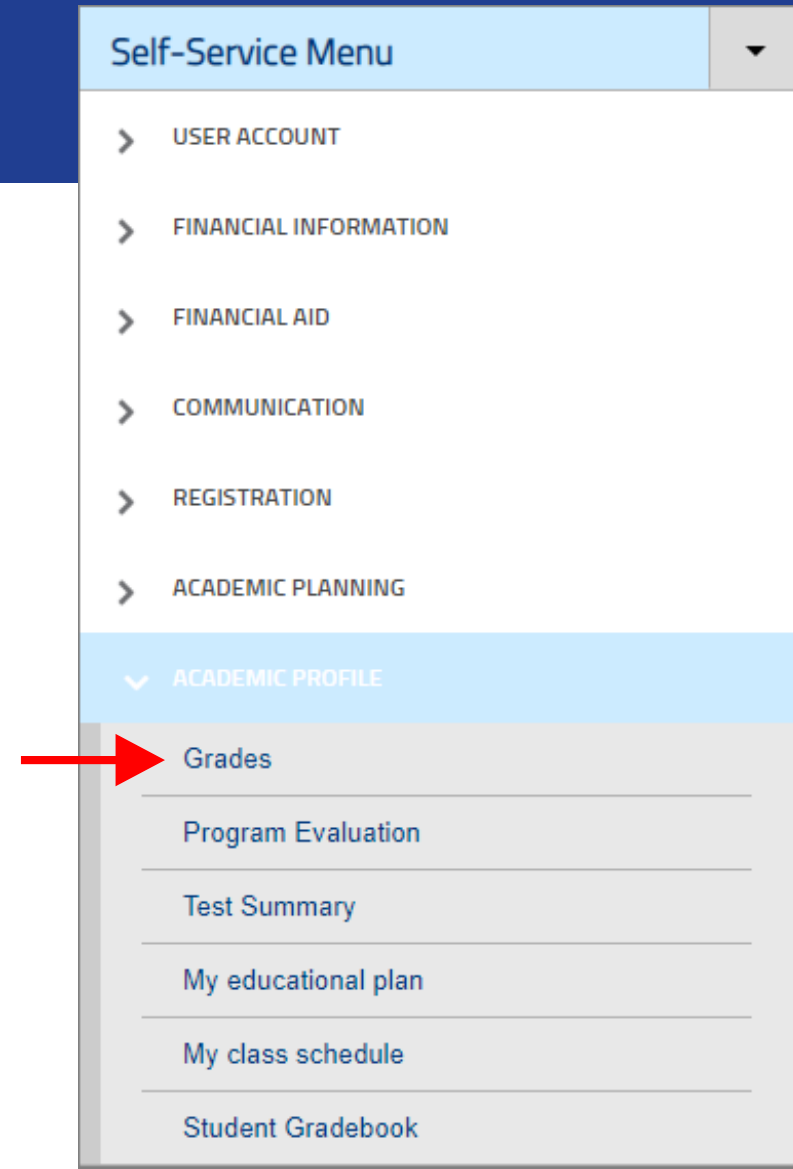 Self-Service Menu
USER ACCOUNT
FINANCIAL INFORMATION
FINANCIAL AID
COMMUNICATION
REGISTRATION
ACADEMIC PLANNING
ACADEMIC PROFILE
Grades
Program Evaluation
Test Summary
My educational plan
My class schedule
Student Gradebook